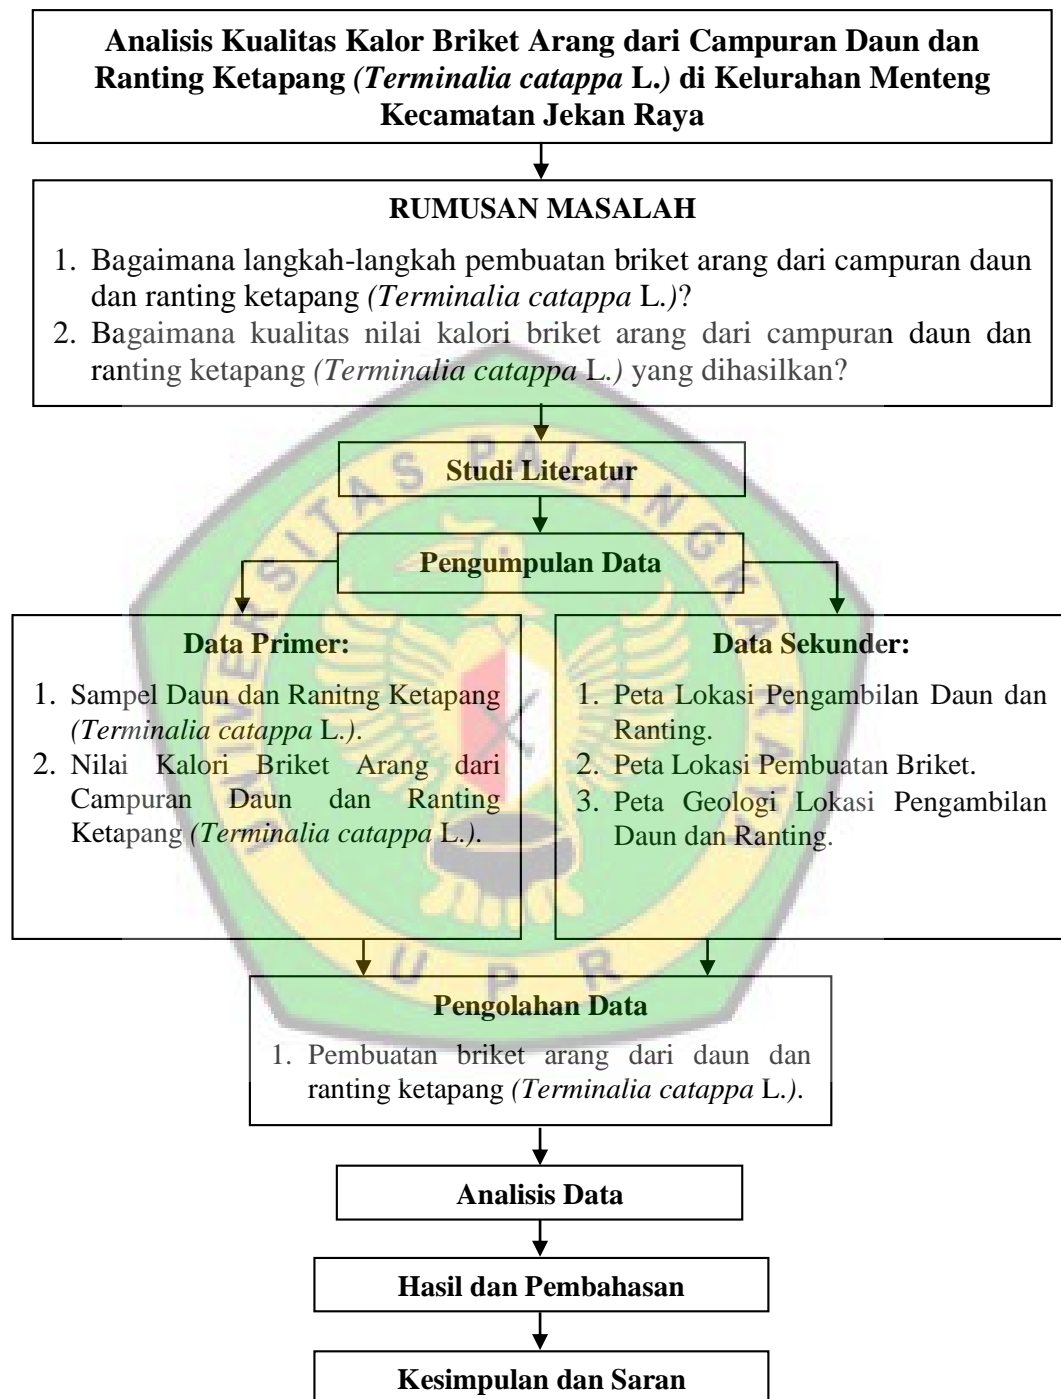 Analisis Kualitas Kalor Briket Arang dari Campuran Daun dan
Ranting Ketapang (Terminalia catappa L.) di Kelurahan Menteng
Kecamatan Jekan Raya
RUMUSAN MASALAH
1. Bagaimana langkah-langkah pembuatan briket arang dari campuran daun
dan ranting ketapang (Terminalia catappa L.)?
2. Bagaimana kualitas nilai kalori briket arang dari campuran daun dan
ranting ketapang (Terminalia catappa L.) yang dihasilkan?
Studi Literatur
Pengumpulan Data
Data Primer:
1. Sampel Daun dan Ranitng Ketapang
(Terminalia catappa L.).
2. Nilai Kalori Briket Arang dari
Campuran Daun dan Ranting
Ketapang (Terminalia catappa L.).
Data Sekunder:
1. Peta Lokasi Pengambilan Daun dan
Ranting.
2. Peta Lokasi Pembuatan Briket.
3. Peta Geologi Lokasi Pengambilan
Daun dan Ranting.
Pengolahan Data
1. Pembuatan briket arang dari daun dan
ranting ketapang (Terminalia catappa L.).
Analisis Data
Hasil dan Pembahasan
Kesimpulan dan Saran
UNIVERSITAS PALANGKA RAYA
U P R